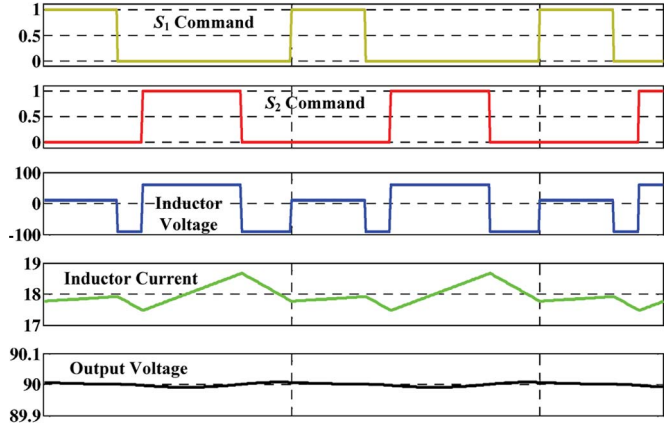 1
0.5
0
S1 Command
1
0.5
0
S2 Command
100
0
-100
Inductor
Voltage
19
18
17
Inductor Current
90.1
90
89.9
Output Voltage